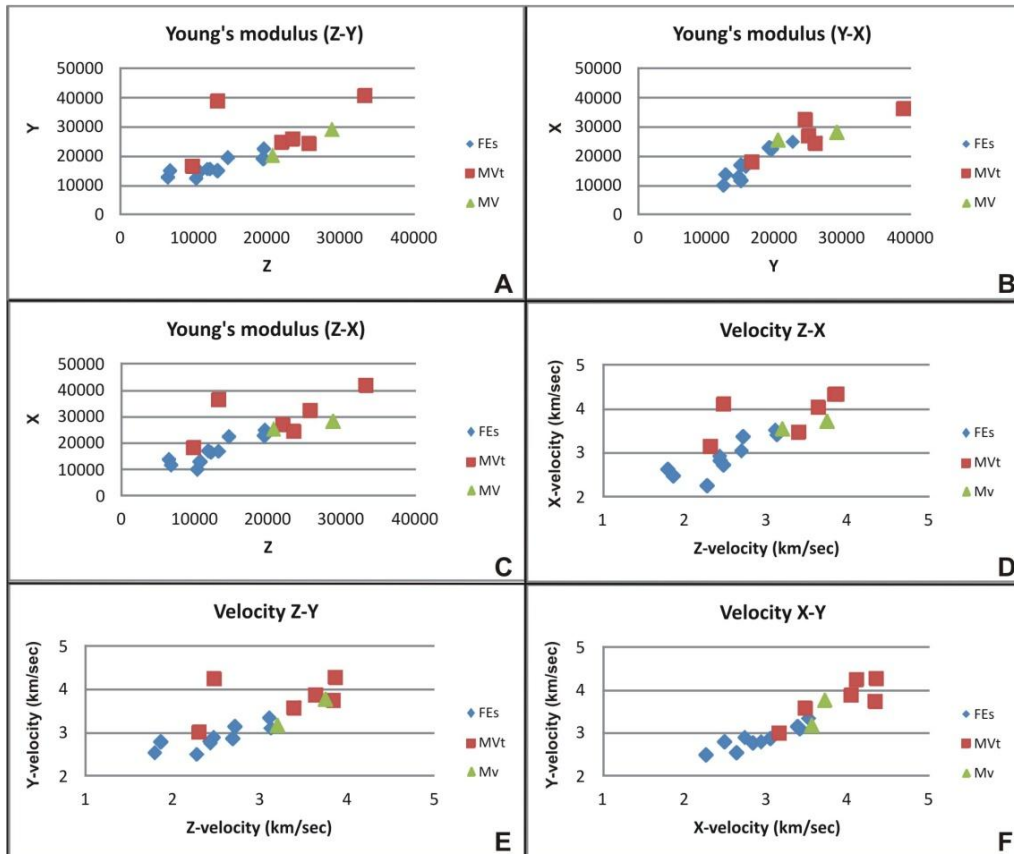 Young's modulus (Z-Y)
50000
40000
30000
20000
10000
0
Y
0 10000 20000 30000 40000
Z
FEs
MVt
MV
A
Young's modulus (Y-X)
50000
40000
30000
20000
10000
0
X
0 10000 20000 30000 40000
Y
FEs
MVt
MV
B
Young's modulus (Z-X)
50000
40000
30000
20000
10000
0
X
0 10000 20000 30000 40000
Z
FEs
MVt
MV
C
Velocity Z-X
5
4
3
2
X-velocity (km/sec)
1 2 3 4 5
Z-velocity (km/sec)
FEs
MVt
Mv
D
Velocity Z-Y
5
4
3
2
Y-velocity (km/sec)
1 2 3 4 5
Z-velocity (km/sec)
FEs
MVt
Mv
E
Velocity X-Y
5
4
3
2
Y-velocity (km/sec)
1 2 3 4 5
X-velocity (km/sec)
FEs
MVt
Mv
F